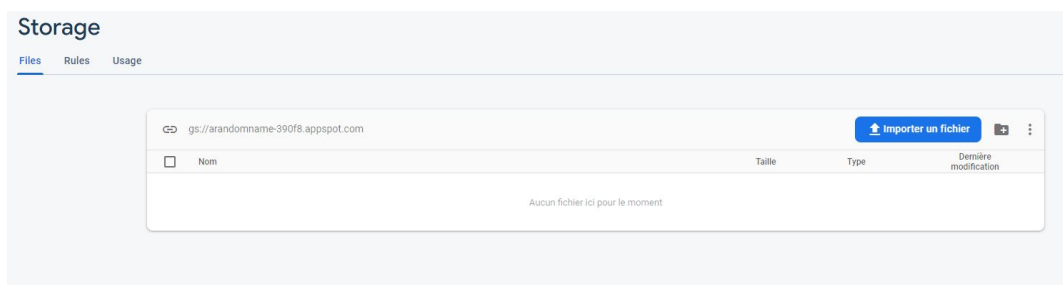 Storage
Files Rules Usage
gs://arandomname-390f8.appspot.com Importer un fichier
Nom Taille Type Dernière
modification
Aucun fichier ici pour le moment